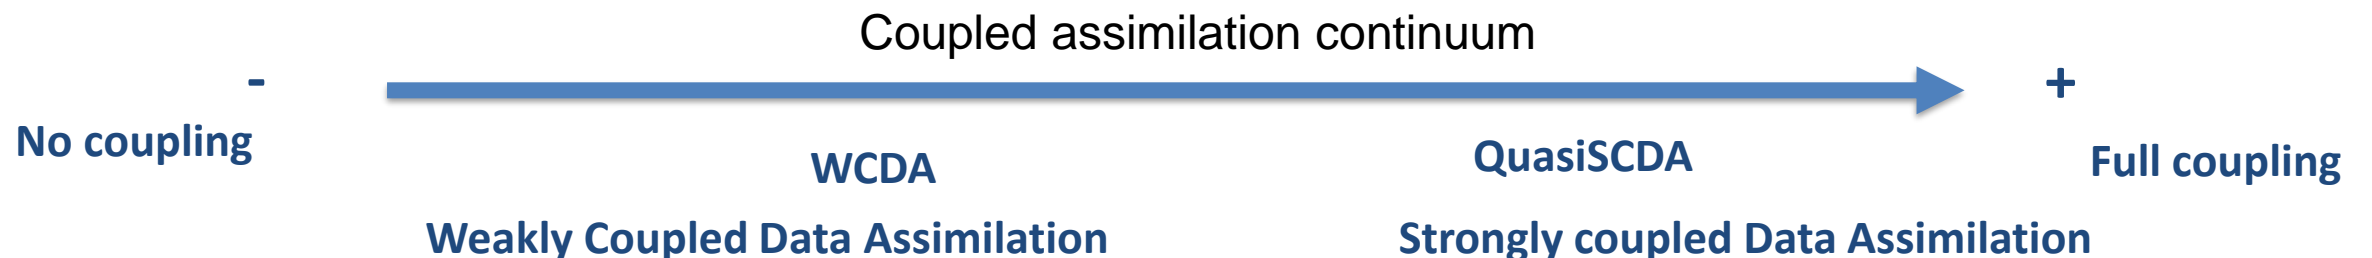 Coupled assimilation continuum
- +
No coupling WCDA QuasiSCDA Full coupling
Weakly Coupled Data Assimilation Strongly coupled Data Assimilation